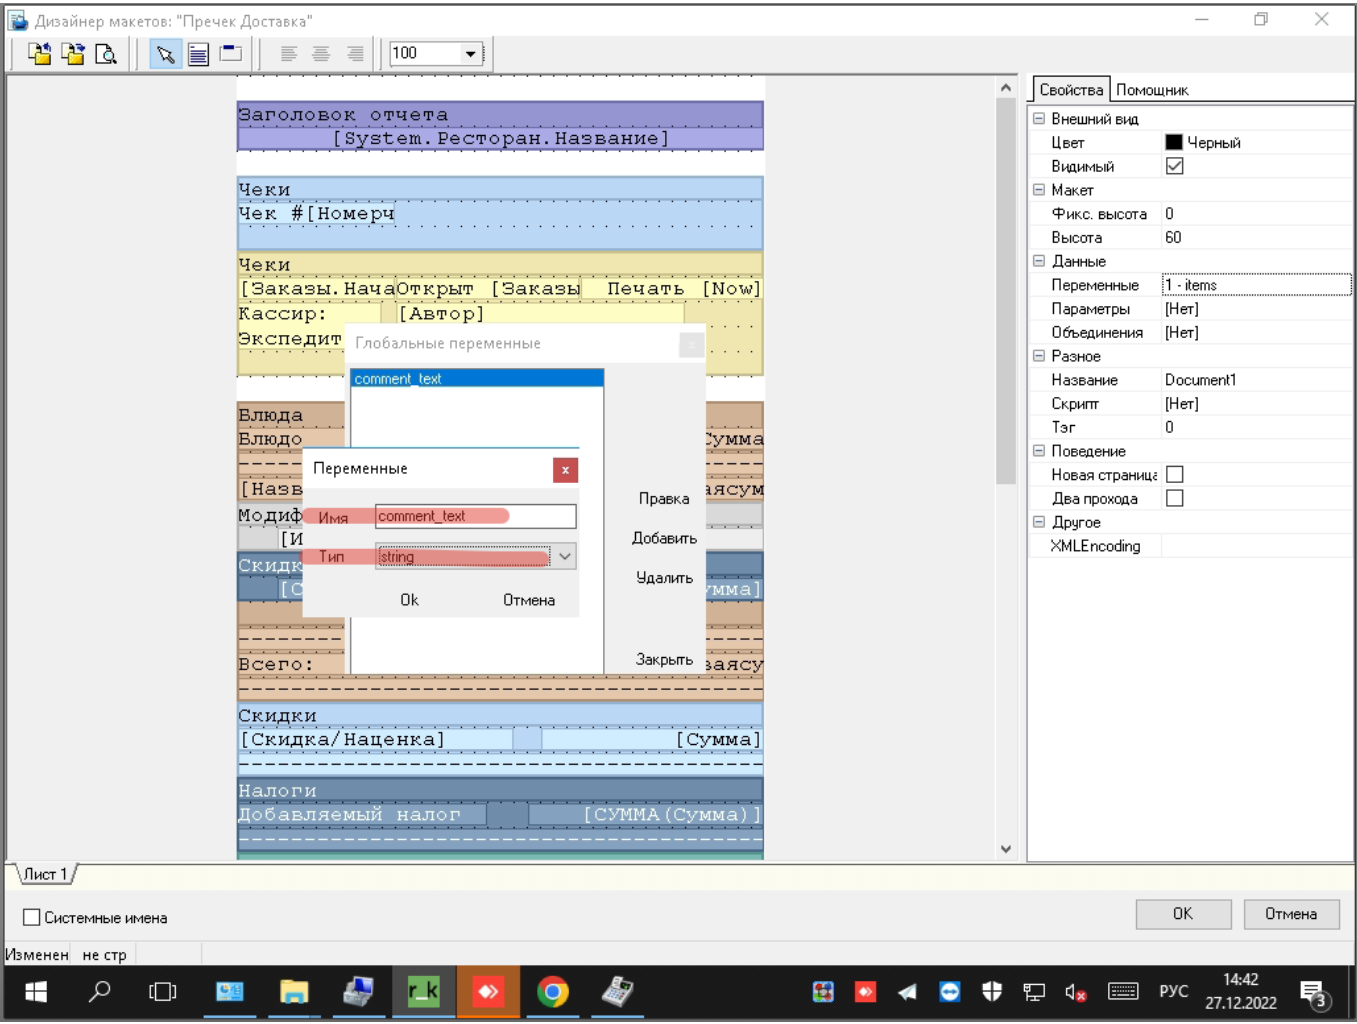 Дизайнер макетов: "Пречек Доставка"
100
Заголовок отчета
[System.Ресторан.Название]
Чеки
Чек #[Номерч
Чеки
[Заказы.Нача Открыт [Заказы Печать [Now]
Кассир: [Автор]
Экспедит
Глобальные переменные
x
comment_text
Блюда
Блюдо Сумма
Переменные
x
[Назв аясум
Правка
Модиф
Имя comment_text
[И
Добавить
Тип string
Скидк
Удалить
[С умма]
Ok Отмена
Всего: Закрыть ваясу
Скидки
[Скидка/Наценка] [Сумма]
Налоги
Добавляемый налог [СУММА(Сумма)]
Свойства Помощник
Внешний вид
Цвет Черный
Видимый
Макет
Фикс. высота 0
Высота 60
Данные
Переменные 1 - items
Параметры [Нет]
Объединения [Нет]
Разное
Название Document1
Скрипт [Нет]
Тэг 0
Поведение
Новая страница
Два прохода
Другое
XMLEncoding
Лист 1
Системные имена
OK Отмена
Изменен не стр
r_k
РУС
14:42
27.12.2022
3